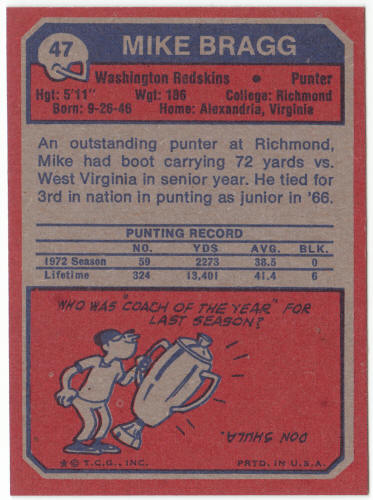 47
MIKE BRAGG
Washington Redskins • Punter
Hgt: 5'11" Wgt: 186 College: Richmond
Born: 9-26-46 Home: Alexandria, Virginia
An outstanding punter at Richmond,
Mike had boot carrying 72 yards vs.
West Virginia in senior year. He tied for
3rd in nation in punting as junior in '66.
PUNTING RECORD
NO. YDS AVG. BLK.
1972 Season 59 2273 38.5 0
Lifetime 324 13,401 41.4 6
WHO WAS "COACH OF THE YEAR" FOR
LAST SEASON?
DON SHULA.
*© T.C.G., INC. PRTD. IN U.S.A.